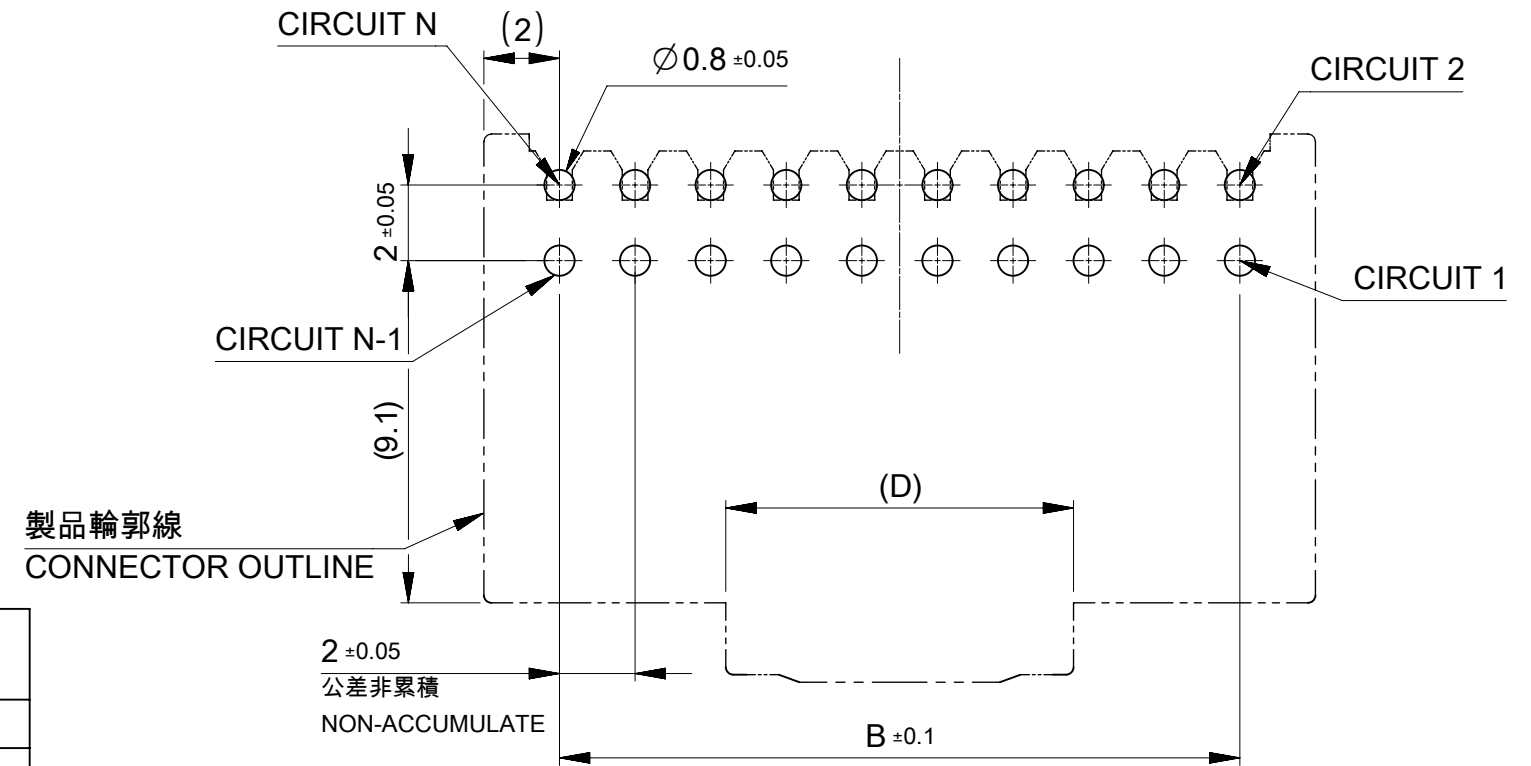 CIRCUIT N
(2)
∅0.8 ±0.05
CIRCUIT 2
2 ±0.05
CIRCUIT 1
CIRCUIT N-1
(9.1)
(D)
製品輪郭線
CONNECTOR OUTLINE
2 ±0.05
公差非累積
NON-ACCUMULATE
B ±0.1